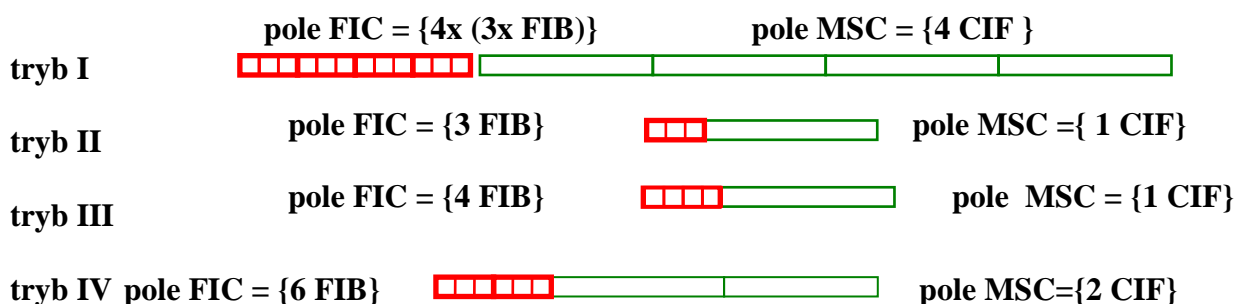 pole FIC = {4x (3x FIB)} pole MSC = {4 CIF }
tryb I
pole FIC = {3 FIB} pole MSC ={ 1 CIF}
tryb II
pole FIC = {4 FIB} pole MSC = {1 CIF}
tryb III
tryb IV pole FIC = {6 FIB} pole MSC={2 CIF}